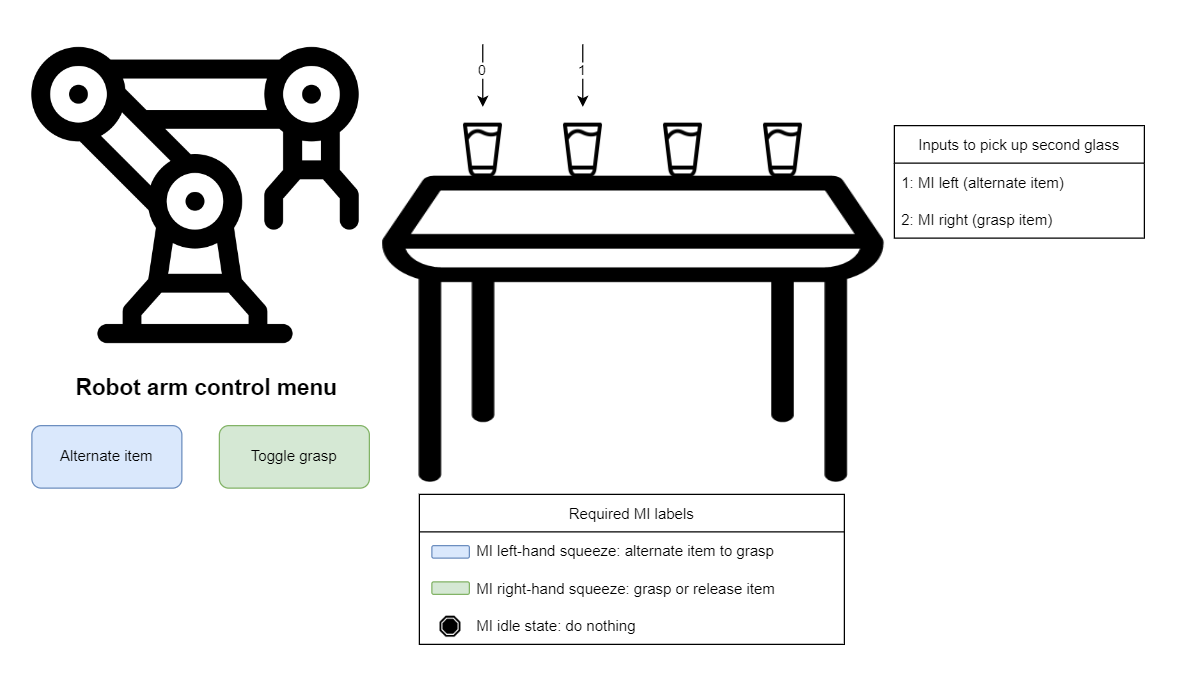 0
1
Inputs to pick up second glass
1: MI left (alternate item)
2: MI right (grasp item)
Robot arm control menu
Alternate item
Toggle grasp
Required MI labels
MI left-hand squeeze: alternate item to grasp
MI right-hand squeeze: grasp or release item
MI idle state: do nothing